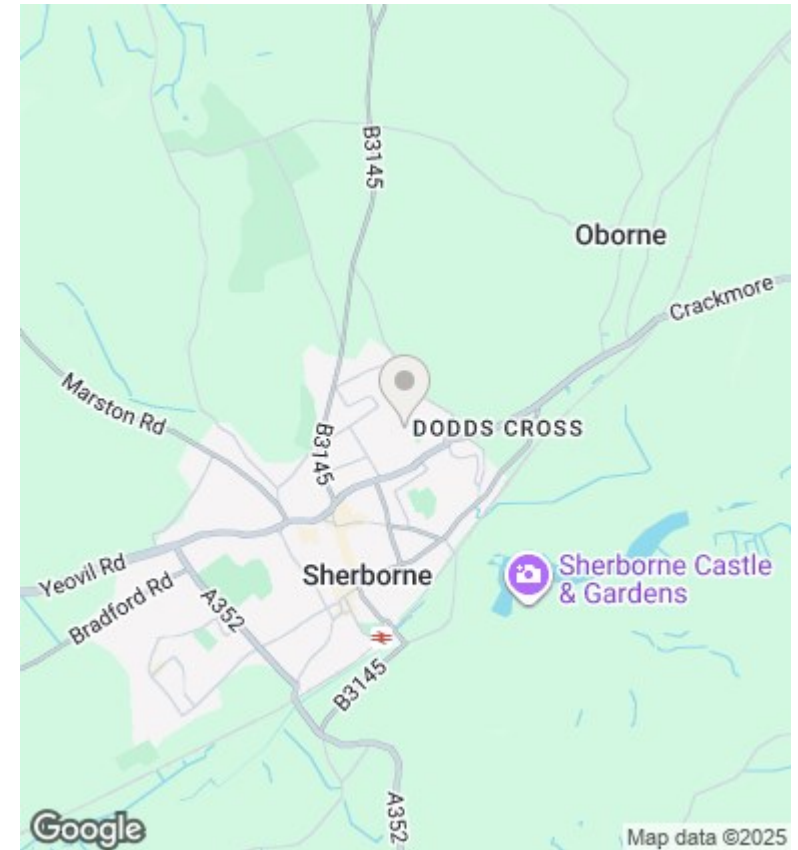 B3145
Oborne
Crackmore
Marston Rd
DODDS CROSS
B3145
Sherborne
Sherborne Castle
& Gardens
Yeovil Rd
Bradford Rd
A352
B3145
A352
Google
Map data ©2025